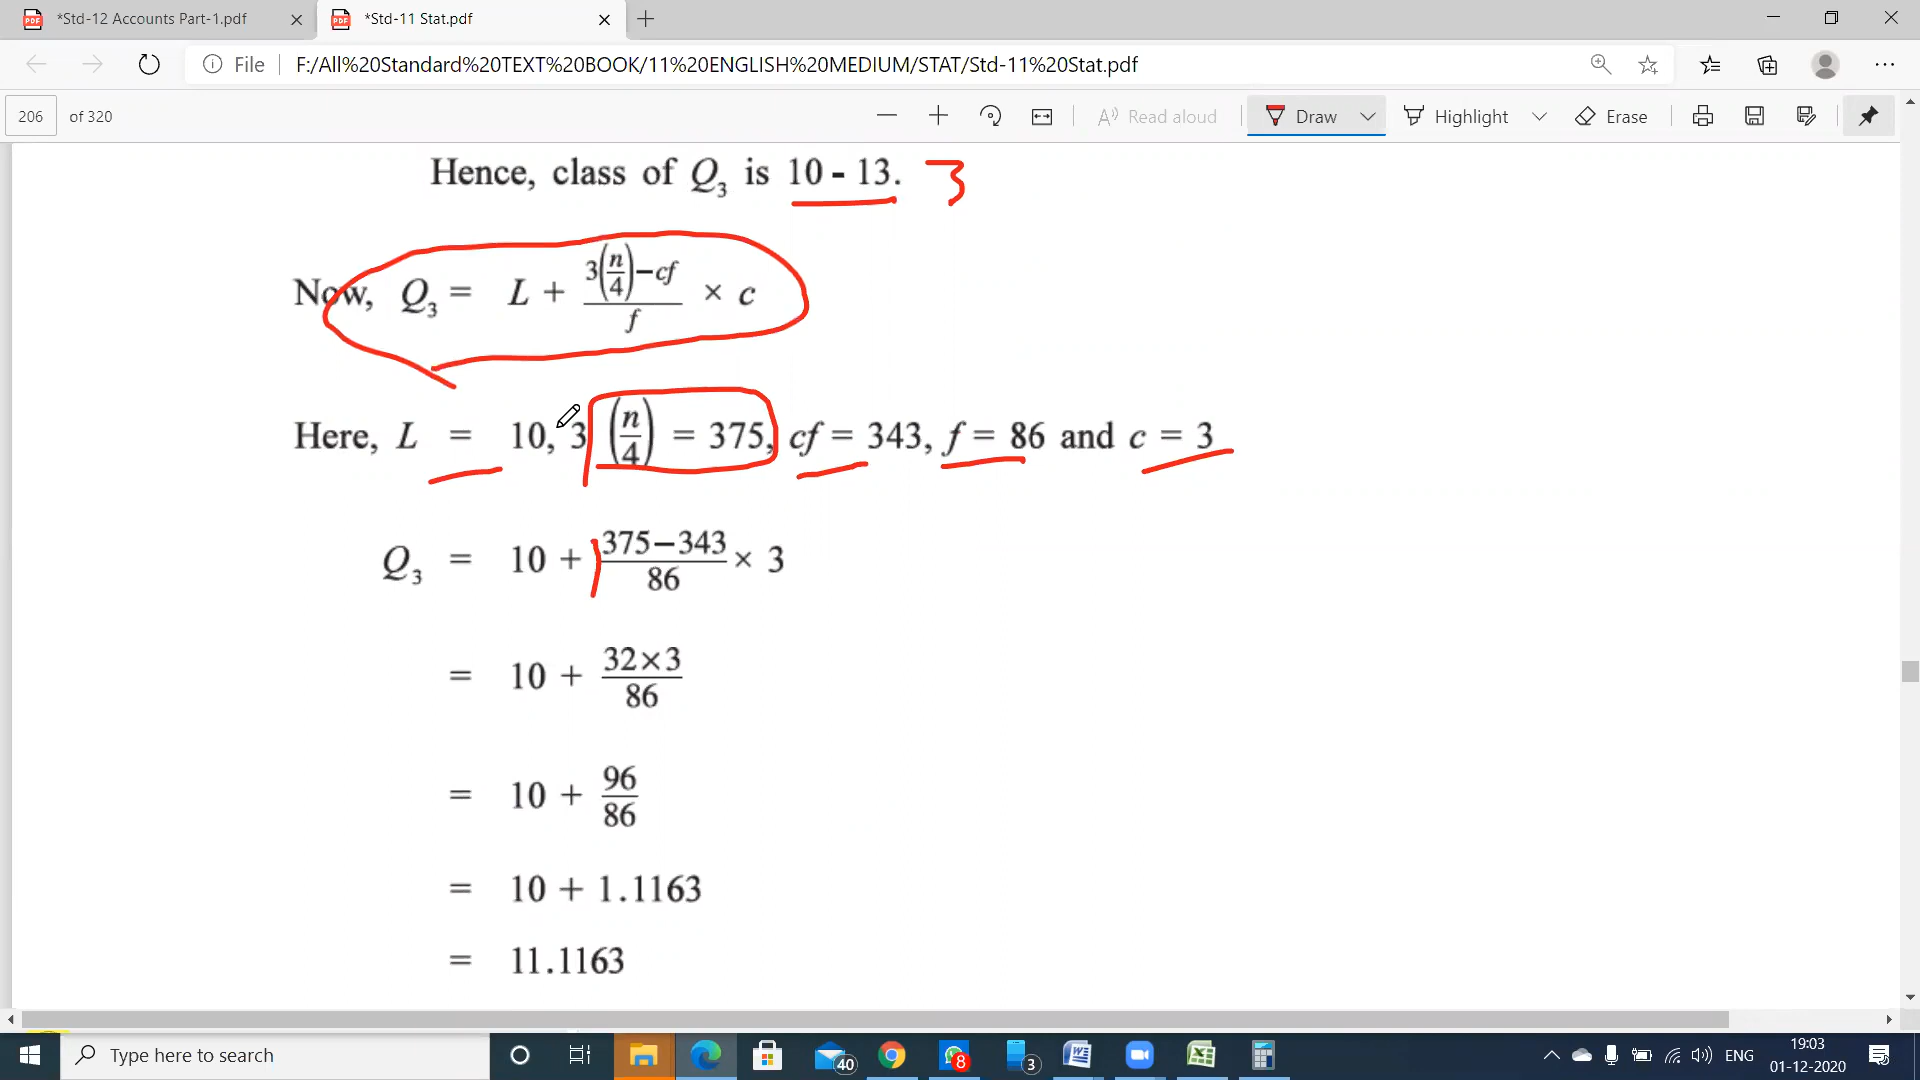 *Std-12 Accounts Part-1.pdf
*Std-11 Stat.pdf
File
F:/All%20Standard%20TEXT%20BOOK/11%20ENGLISH%20MEDIUM/STAT/Std-11%20Stat.pdf
206 of 320
Read aloud
Draw
Highlight
Erase
Hence, class of Q₃ is 10 - 13. 3
Now, Q₃ = L + (3(n/4) − cf)/f × c
Here, L = 10, 3 (n/4) = 375, cf = 343, f = 86 and c = 3
Q₃ = 10 + (375−343)/86 × 3
= 10 + (32×3)/86
= 10 + 96/86
= 10 + 1.1163
= 11.1163
Type here to search
40
8
3
ENG
19:03
01-12-2020